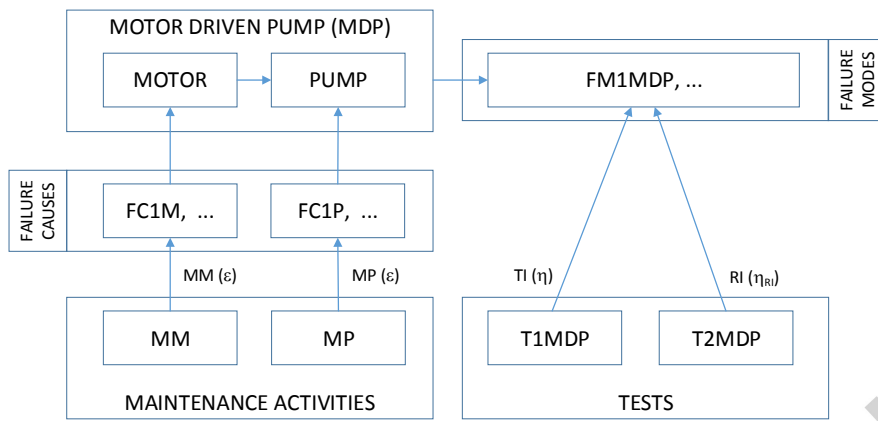 MOTOR DRIVEN PUMP (MDP)
MOTOR
PUMP
FM1MDP, ...
FAILURE
MODES
FAILURE
CAUSES
FC1M, ...
FC1P, ...
MM (ε)
MP (ε)
TI (η)
RI (ηRI)
MM
MP
T1MDP
T2MDP
MAINTENANCE ACTIVITIES
TESTS